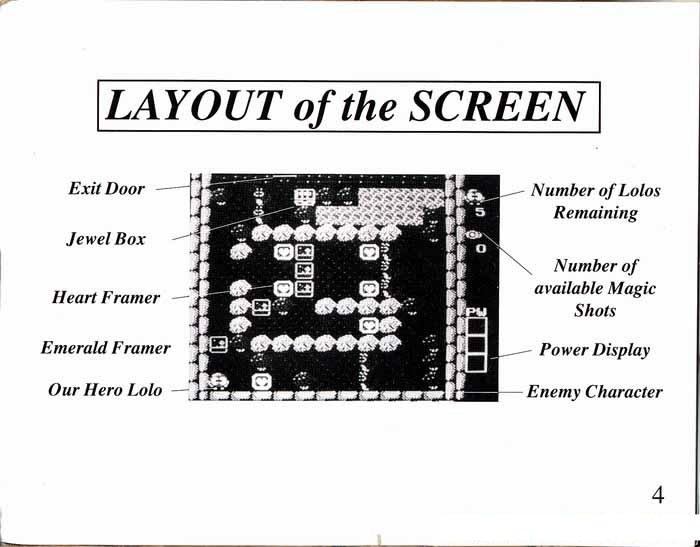 LAYOUT of the SCREEN
Exit Door
Jewel Box
Heart Framer
Emerald Framer
Our Hero Lolo
5
0
PW
Number of Lolos
Remaining
Number of
available Magic
Shots
Power Display
Enemy Character
4